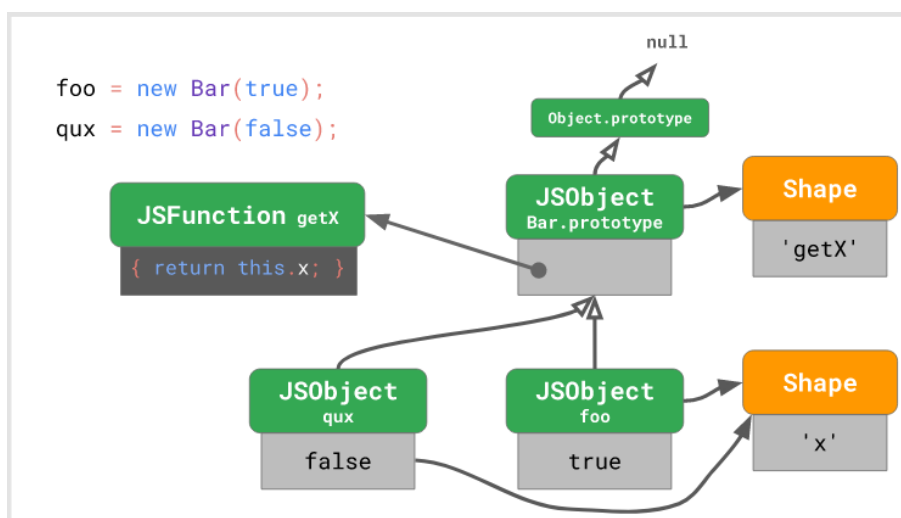 null
foo = new Bar(true);
qux = new Bar(false);
Object.prototype
JSFunction getX
{ return this.x; }
JSObject
Bar.prototype
Shape
'getX'
JSObject
qux
false
JSObject
foo
true
Shape
'x'